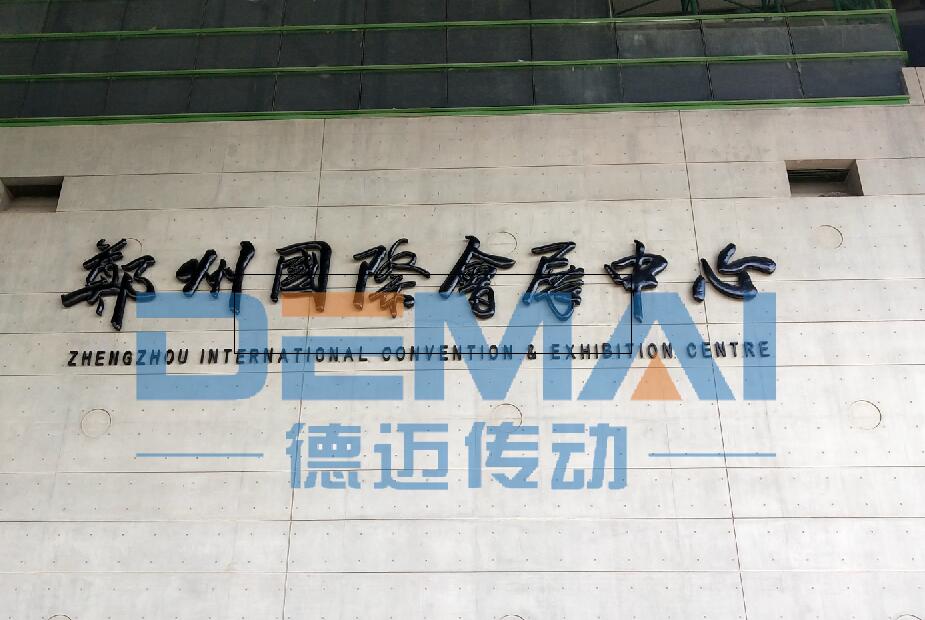 鄭州國際會展中心
ZHENGZHOU INTERNATIONAL CONVENTION & EXHIBITION CENTRE
DEMAI
德迈传动